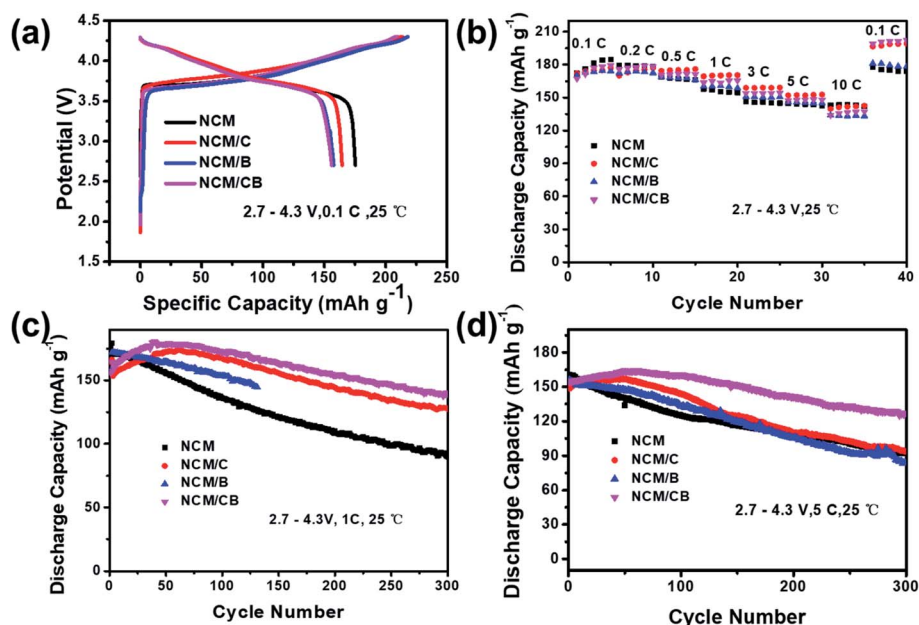 (a)
4.5
4.0
3.5
3.0
2.5
2.0
1.5
Potential (V)
NCM
NCM/C
NCM/B
NCM/CB
2.7 - 4.3 V,0.1 C ,25 ℃
0 50 100 150 200 250
Specific Capacity (mAh g⁻¹)
(b)
210
180
150
120
90
60
30
0
Discharge Capacity (mAh g⁻¹)
0.1 C 0.2 C 0.5 C 1 C 3 C 5 C 10 C 0.1 C
NCM
NCM/C
NCM/B
NCM/CB
2.7 - 4.3 V,25 ℃
0 10 20 30 40
Cycle Number
(c)
150
100
50
0
Discharge Capacity (mAh g⁻¹)
NCM
NCM/C
NCM/B
NCM/CB
2.7 - 4.3V, 1C, 25 ℃
0 50 100 150 200 250 300
Cycle Number
(d)
180
150
120
90
60
30
0
Discharge Capacity (mAh g⁻¹)
NCM
NCM/C
NCM/B
NCM/CB
2.7 - 4.3 V,5 C,25 ℃
0 100 200 300
Cycle Number